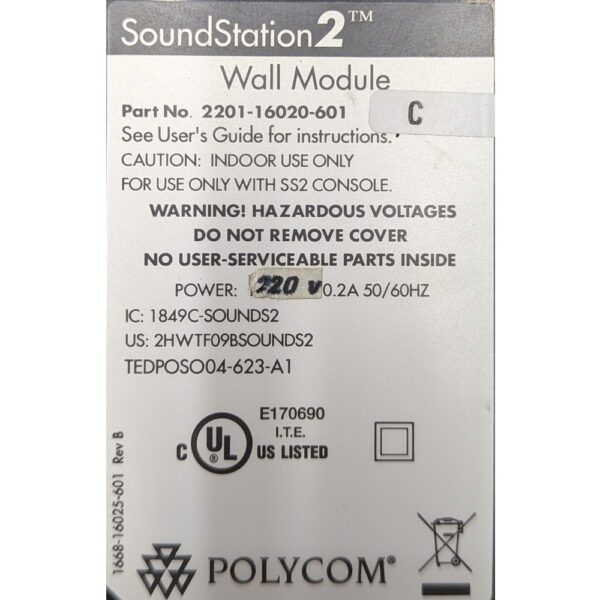 SoundStation2™
Wall Module
Part No. 2201-16020-601
C
See User's Guide for instructions.
CAUTION: INDOOR USE ONLY
FOR USE ONLY WITH SS2 CONSOLE.
WARNING! HAZARDOUS VOLTAGES
DO NOT REMOVE COVER
NO USER-SERVICEABLE PARTS INSIDE
POWER: 220 V 0.2A 50/60HZ
IC: 1849C-SOUNDS2
US: 2HWTF09BSOUNDS2
TEDPOSO04-623-A1
E170690
I.T.E.
C UL US LISTED
1668-16025-601 Rev B
POLYCOM®